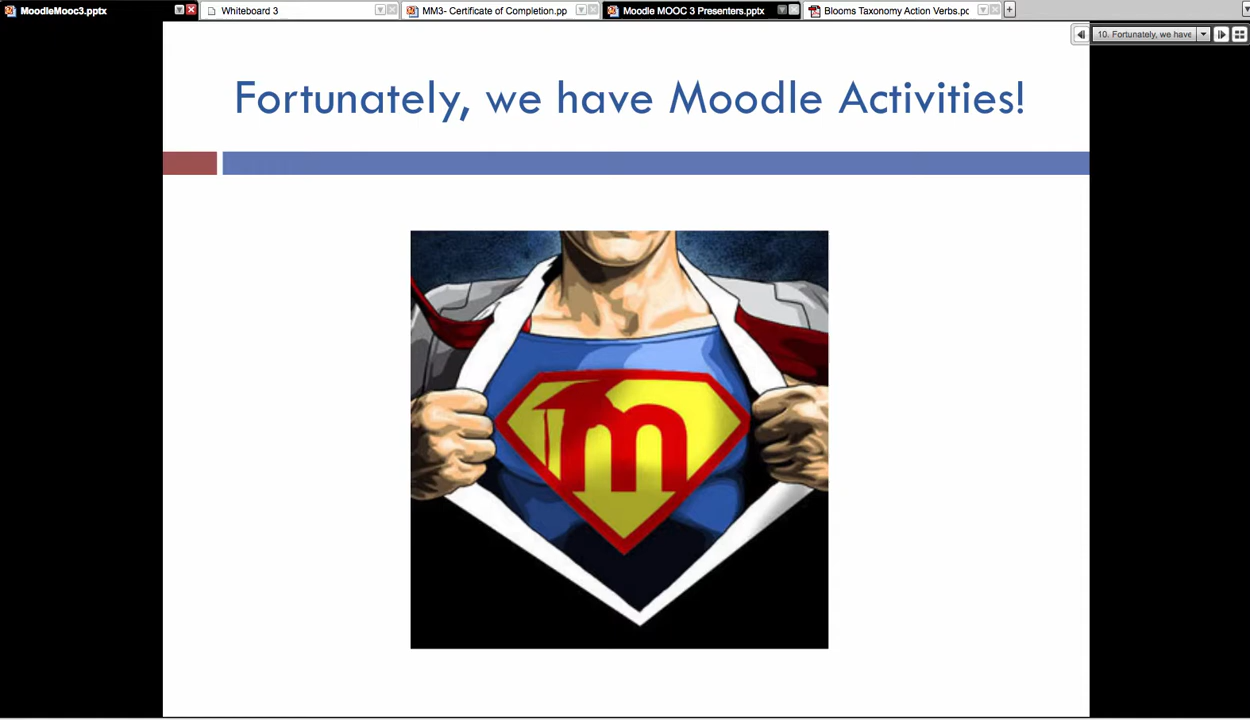 MoodleMooc3.pptx
Whiteboard 3
MM3- Certificate of Completion.pp
Moodle MOOC 3 Presenters.pptx
Blooms Taxonomy Action Verbs.pc
10. Fortunately, we have
Fortunately, we have Moodle Activities!
m